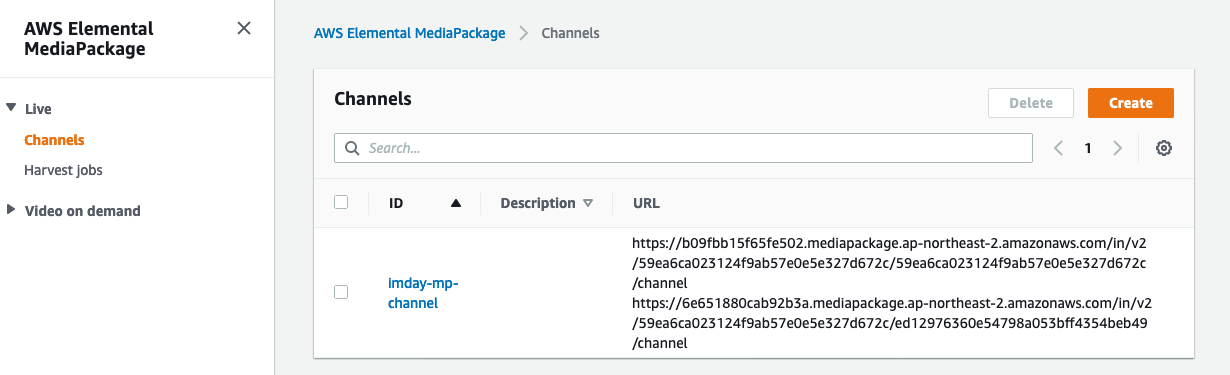 AWS Elemental
MediaPackage
Live
Channels
Harvest jobs
Video on demand
AWS Elemental MediaPackage > Channels
Channels
Delete
Create
Search...
1
ID
Description
URL
imday-mp-
channel
https://b09fbb15f65fe502.mediapackage.ap-northeast-2.amazonaws.com/in/v2
/59ea6ca023124f9ab57e0e5e327d672c/59ea6ca023124f9ab57e0e5e327d672c
/channel
https://6e651880cab92b3a.mediapackage.ap-northeast-2.amazonaws.com/in/v2
/59ea6ca023124f9ab57e0e5e327d672c/ed12976360e54798a053bff4354beb49
/channel